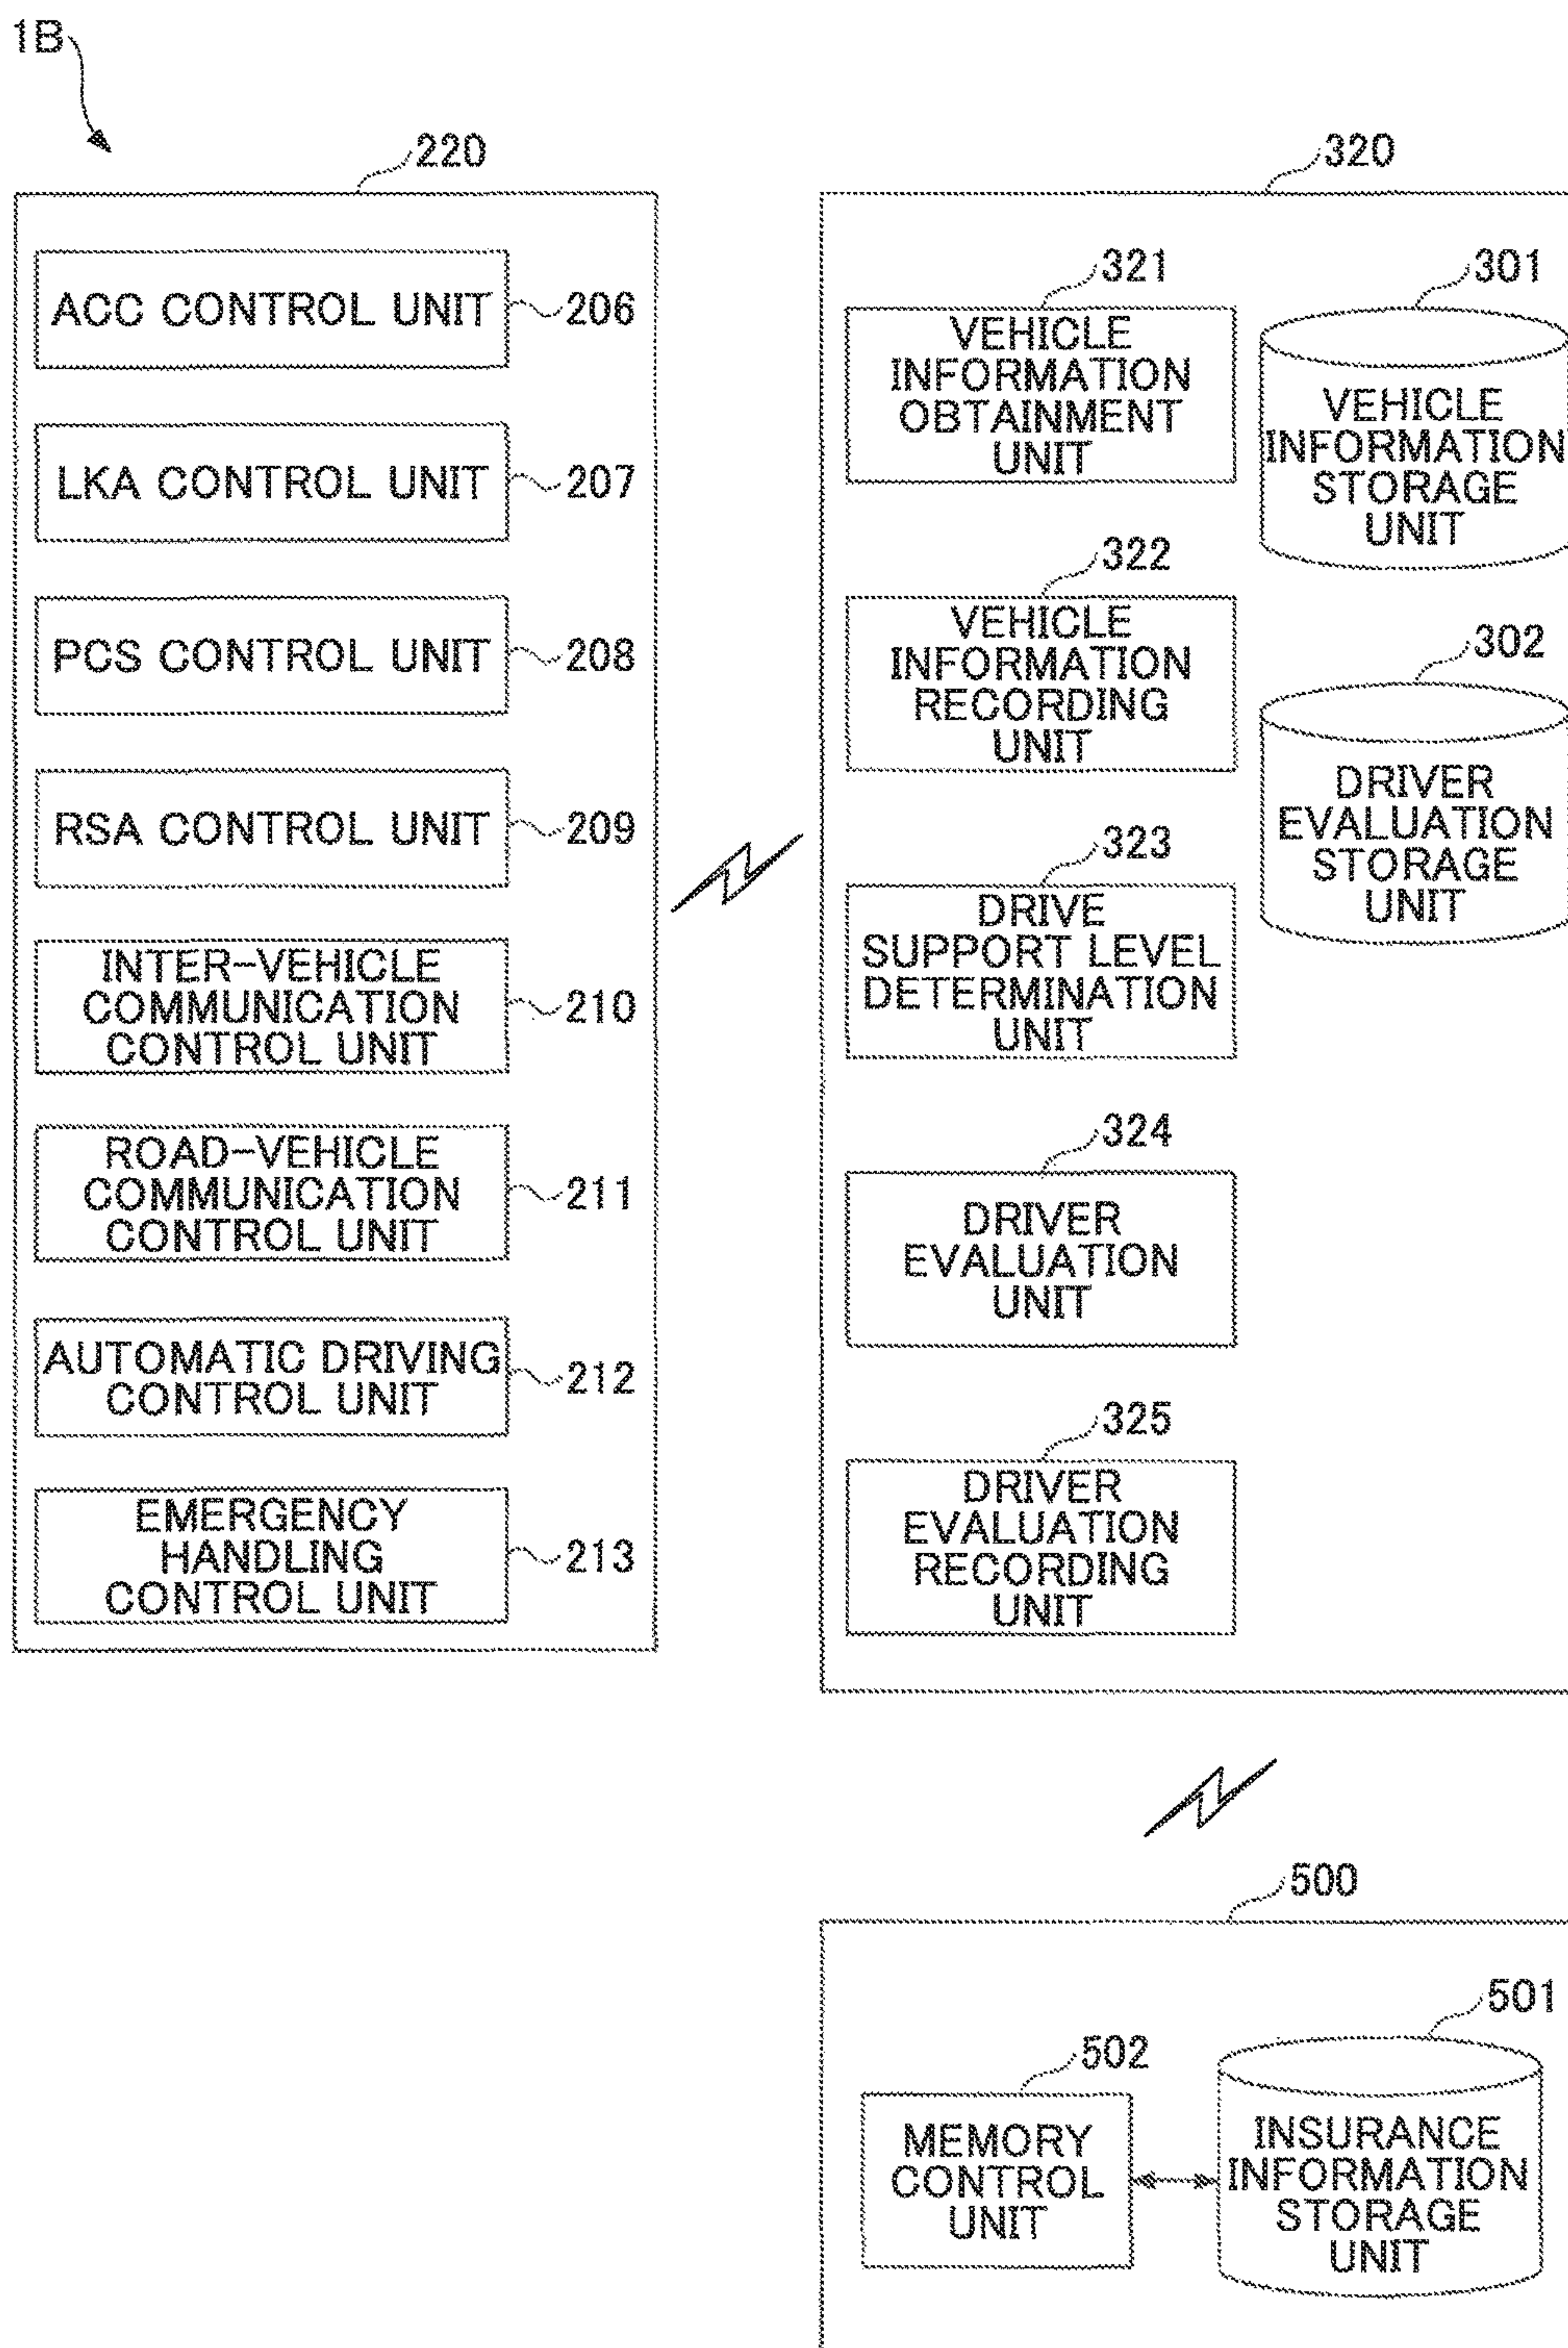 1B
220
ACC CONTROL UNIT
206
LKA CONTROL UNIT
207
PCS CONTROL UNIT
208
RSA CONTROL UNIT
209
INTER-VEHICLE
COMMUNICATION
CONTROL UNIT
210
ROAD-VEHICLE
COMMUNICATION
CONTROL UNIT
211
AUTOMATIC DRIVING
CONTROL UNIT
212
EMERGENCY
HANDLING
CONTROL UNIT
213
320
321
VEHICLE
INFORMATION
OBTAINMENT
UNIT
301
VEHICLE
INFORMATION
STORAGE
UNIT
322
VEHICLE
INFORMATION
RECORDING
UNIT
302
DRIVER
EVALUATION
STORAGE
UNIT
323
DRIVE
SUPPORT LEVEL
DETERMINATION
UNIT
324
DRIVER
EVALUATION
UNIT
325
DRIVER
EVALUATION
RECORDING
UNIT
500
502
MEMORY
CONTROL
UNIT
501
INSURANCE
INFORMATION
STORAGE
UNIT